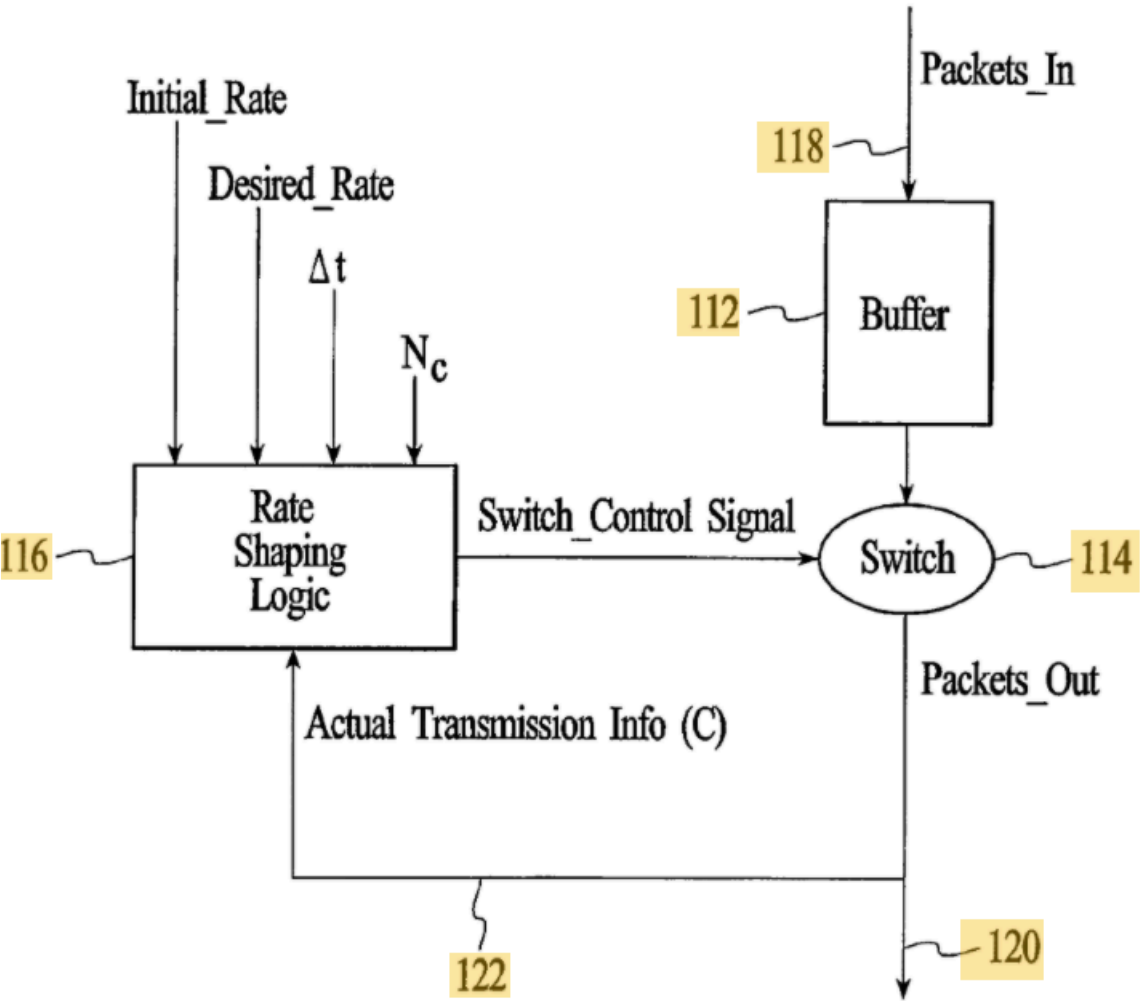 Packets_In
Initial_Rate
118
Desired_Rate
Δt
112
Buffer
Nc
Rate
Shaping
Logic
Switch_Control Signal
116
Switch
114
Packets_Out
Actual Transmission Info (C)
122
120